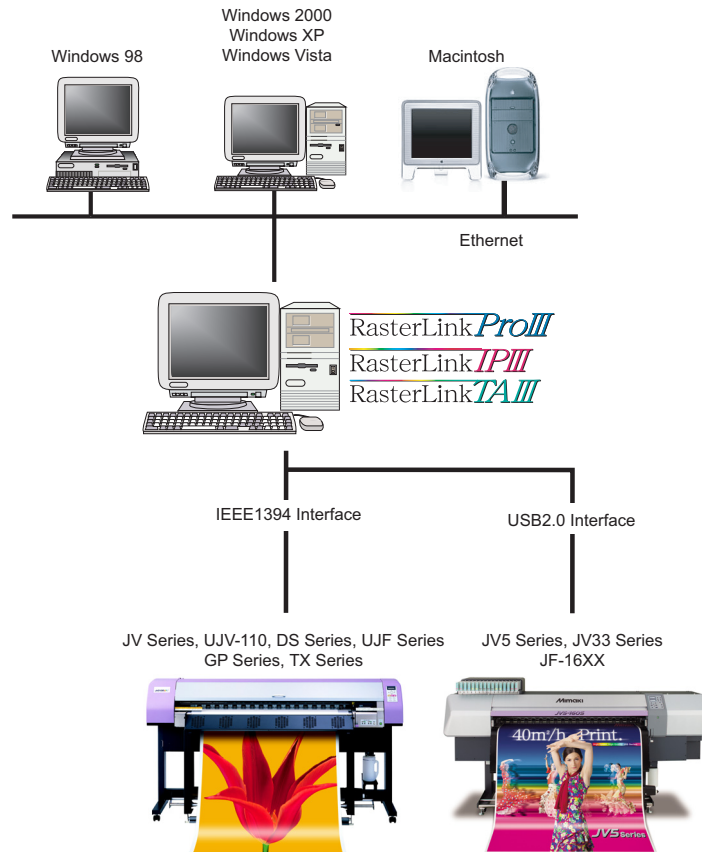 Windows 2000
Windows XP
Windows Vista
Windows 98
Macintosh
Ethernet
RasterLink ProIII
RasterLink IPIII
RasterLink TAIII
IEEE1394 Interface
USB2.0 Interface
JV Series, UJV-110, DS Series, UJF Series
GP Series, TX Series
JV5 Series, JV33 Series
JF-16XX
Mimaki
JV5-160S
40m²/h Print.
JV5 Series